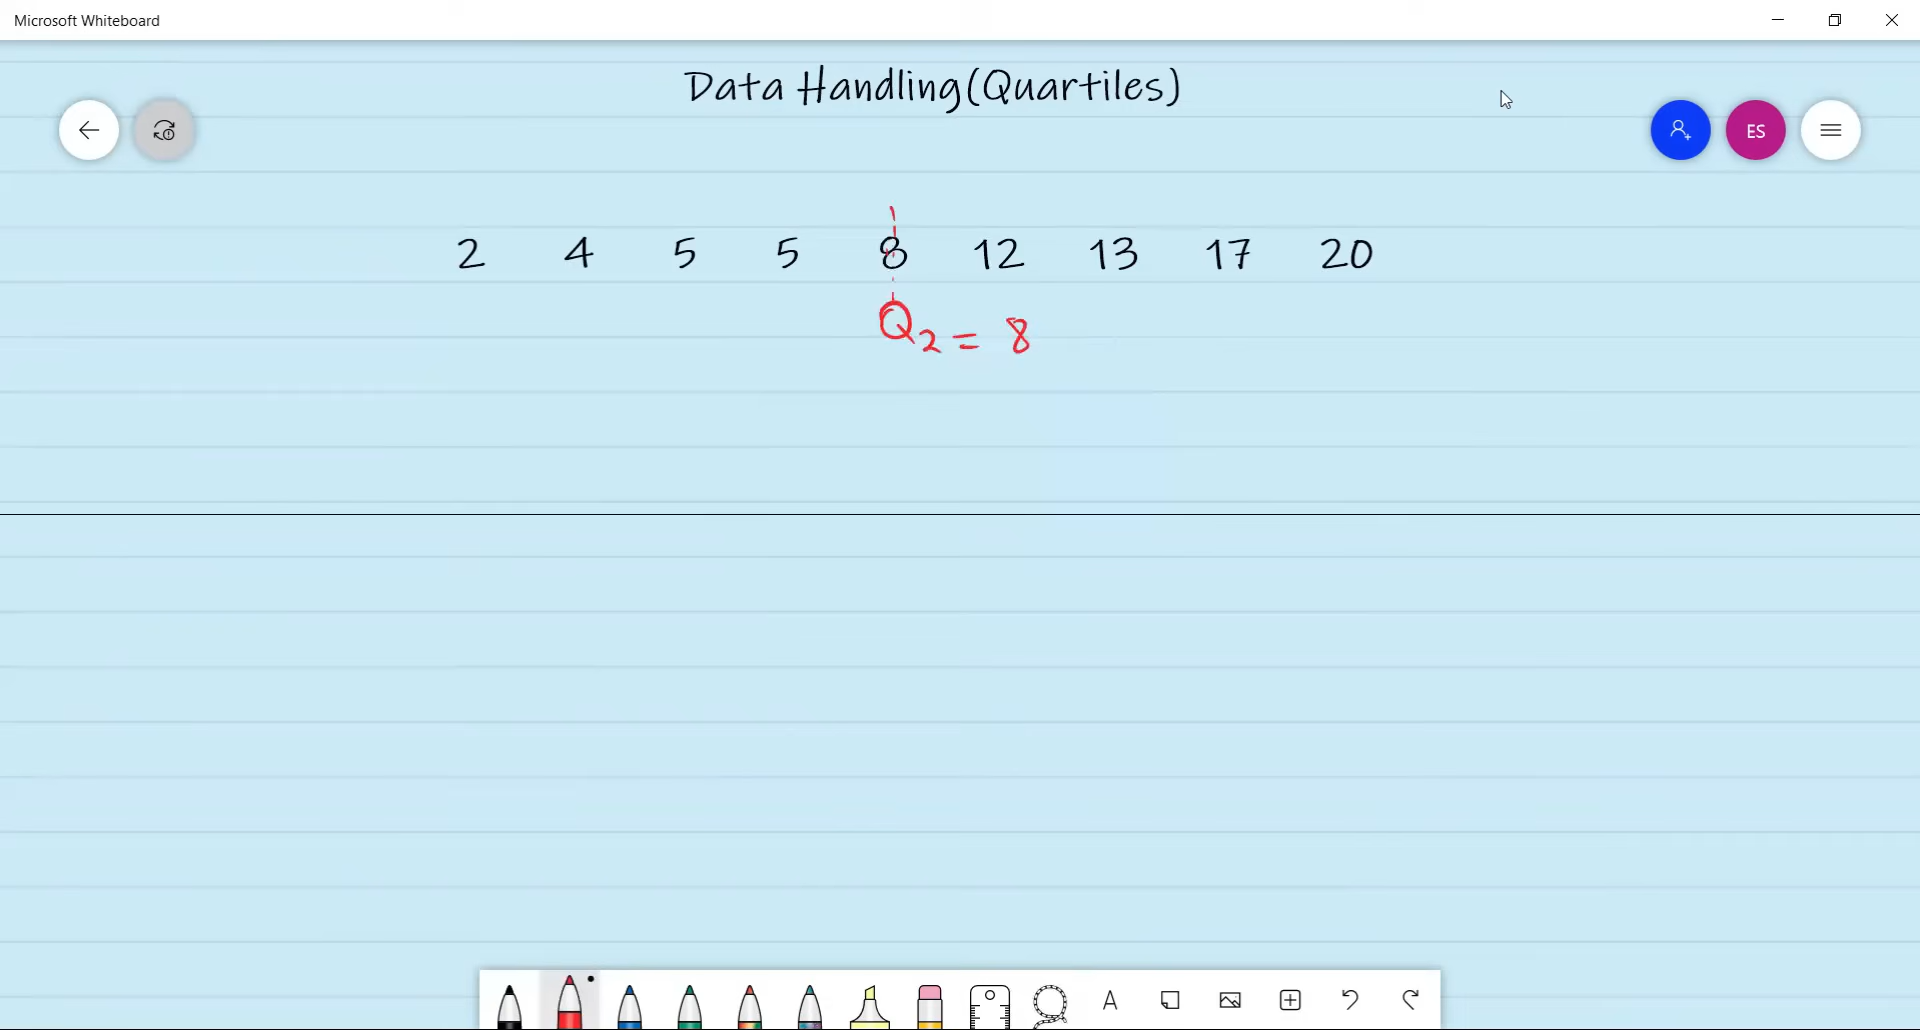 Microsoft Whiteboard
Data Handling(Quartiles)
ES
2 4 5 5 8 12 13 17 20
Q2 = 8
A